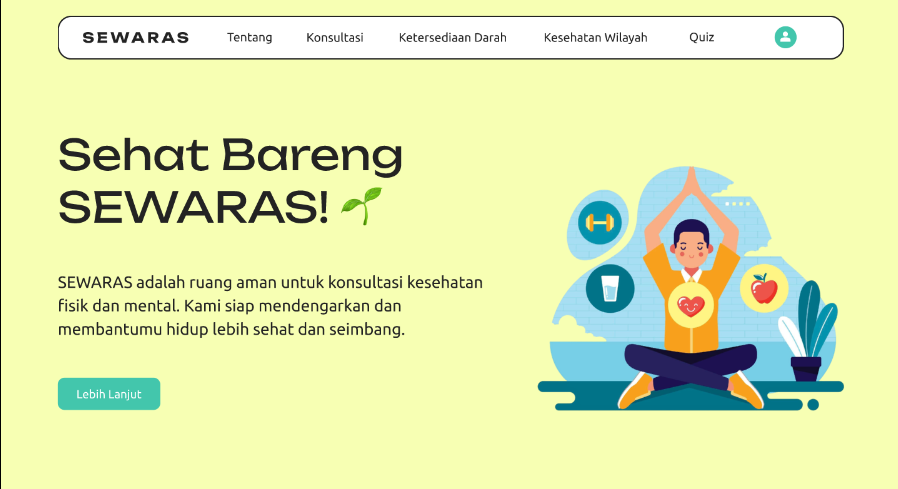 SEWARAS Tentang Konsultasi Ketersediaan Darah Kesehatan Wilayah Quiz
Sehat Bareng
SEWARAS! 🌱
SEWARAS adalah ruang aman untuk konsultasi kesehatan
fisik dan mental. Kami siap mendengarkan dan
membantumu hidup lebih sehat dan seimbang.
Lebih Lanjut